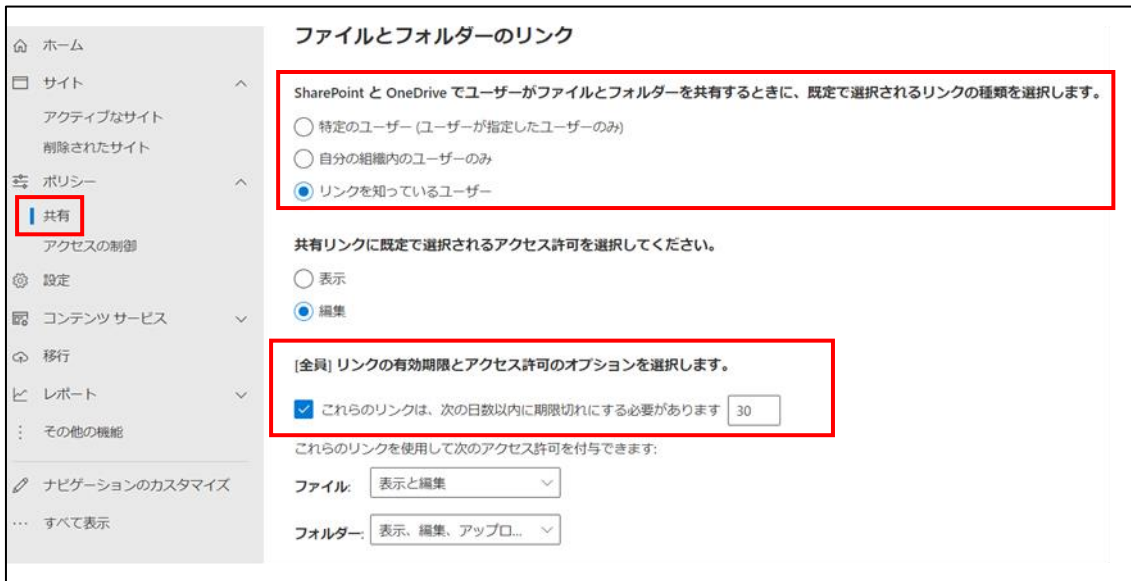 ホーム
サイト
アクティブなサイト
削除されたサイト
ポリシー
共有
アクセスの制御
設定
コンテンツ サービス
移行
レポート
その他の機能
ナビゲーションのカスタマイズ
すべて表示
ファイルとフォルダーのリンク
SharePoint と OneDrive でユーザーがファイルとフォルダーを共有するときに、既定で選択されるリンクの種類を選択します。
特定のユーザー (ユーザーが指定したユーザーのみ)
自分の組織内のユーザーのみ
リンクを知っているユーザー
共有リンクに既定で選択されるアクセス許可を選択してください。
表示
編集
[全員] リンクの有効期限とアクセス許可のオプションを選択します。
これらのリンクは、次の日数以内に期限切れにする必要があります 30
これらのリンクを使用して次のアクセス許可を付与できます:
ファイル: 表示と編集
フォルダー: 表示、編集、アップロ...